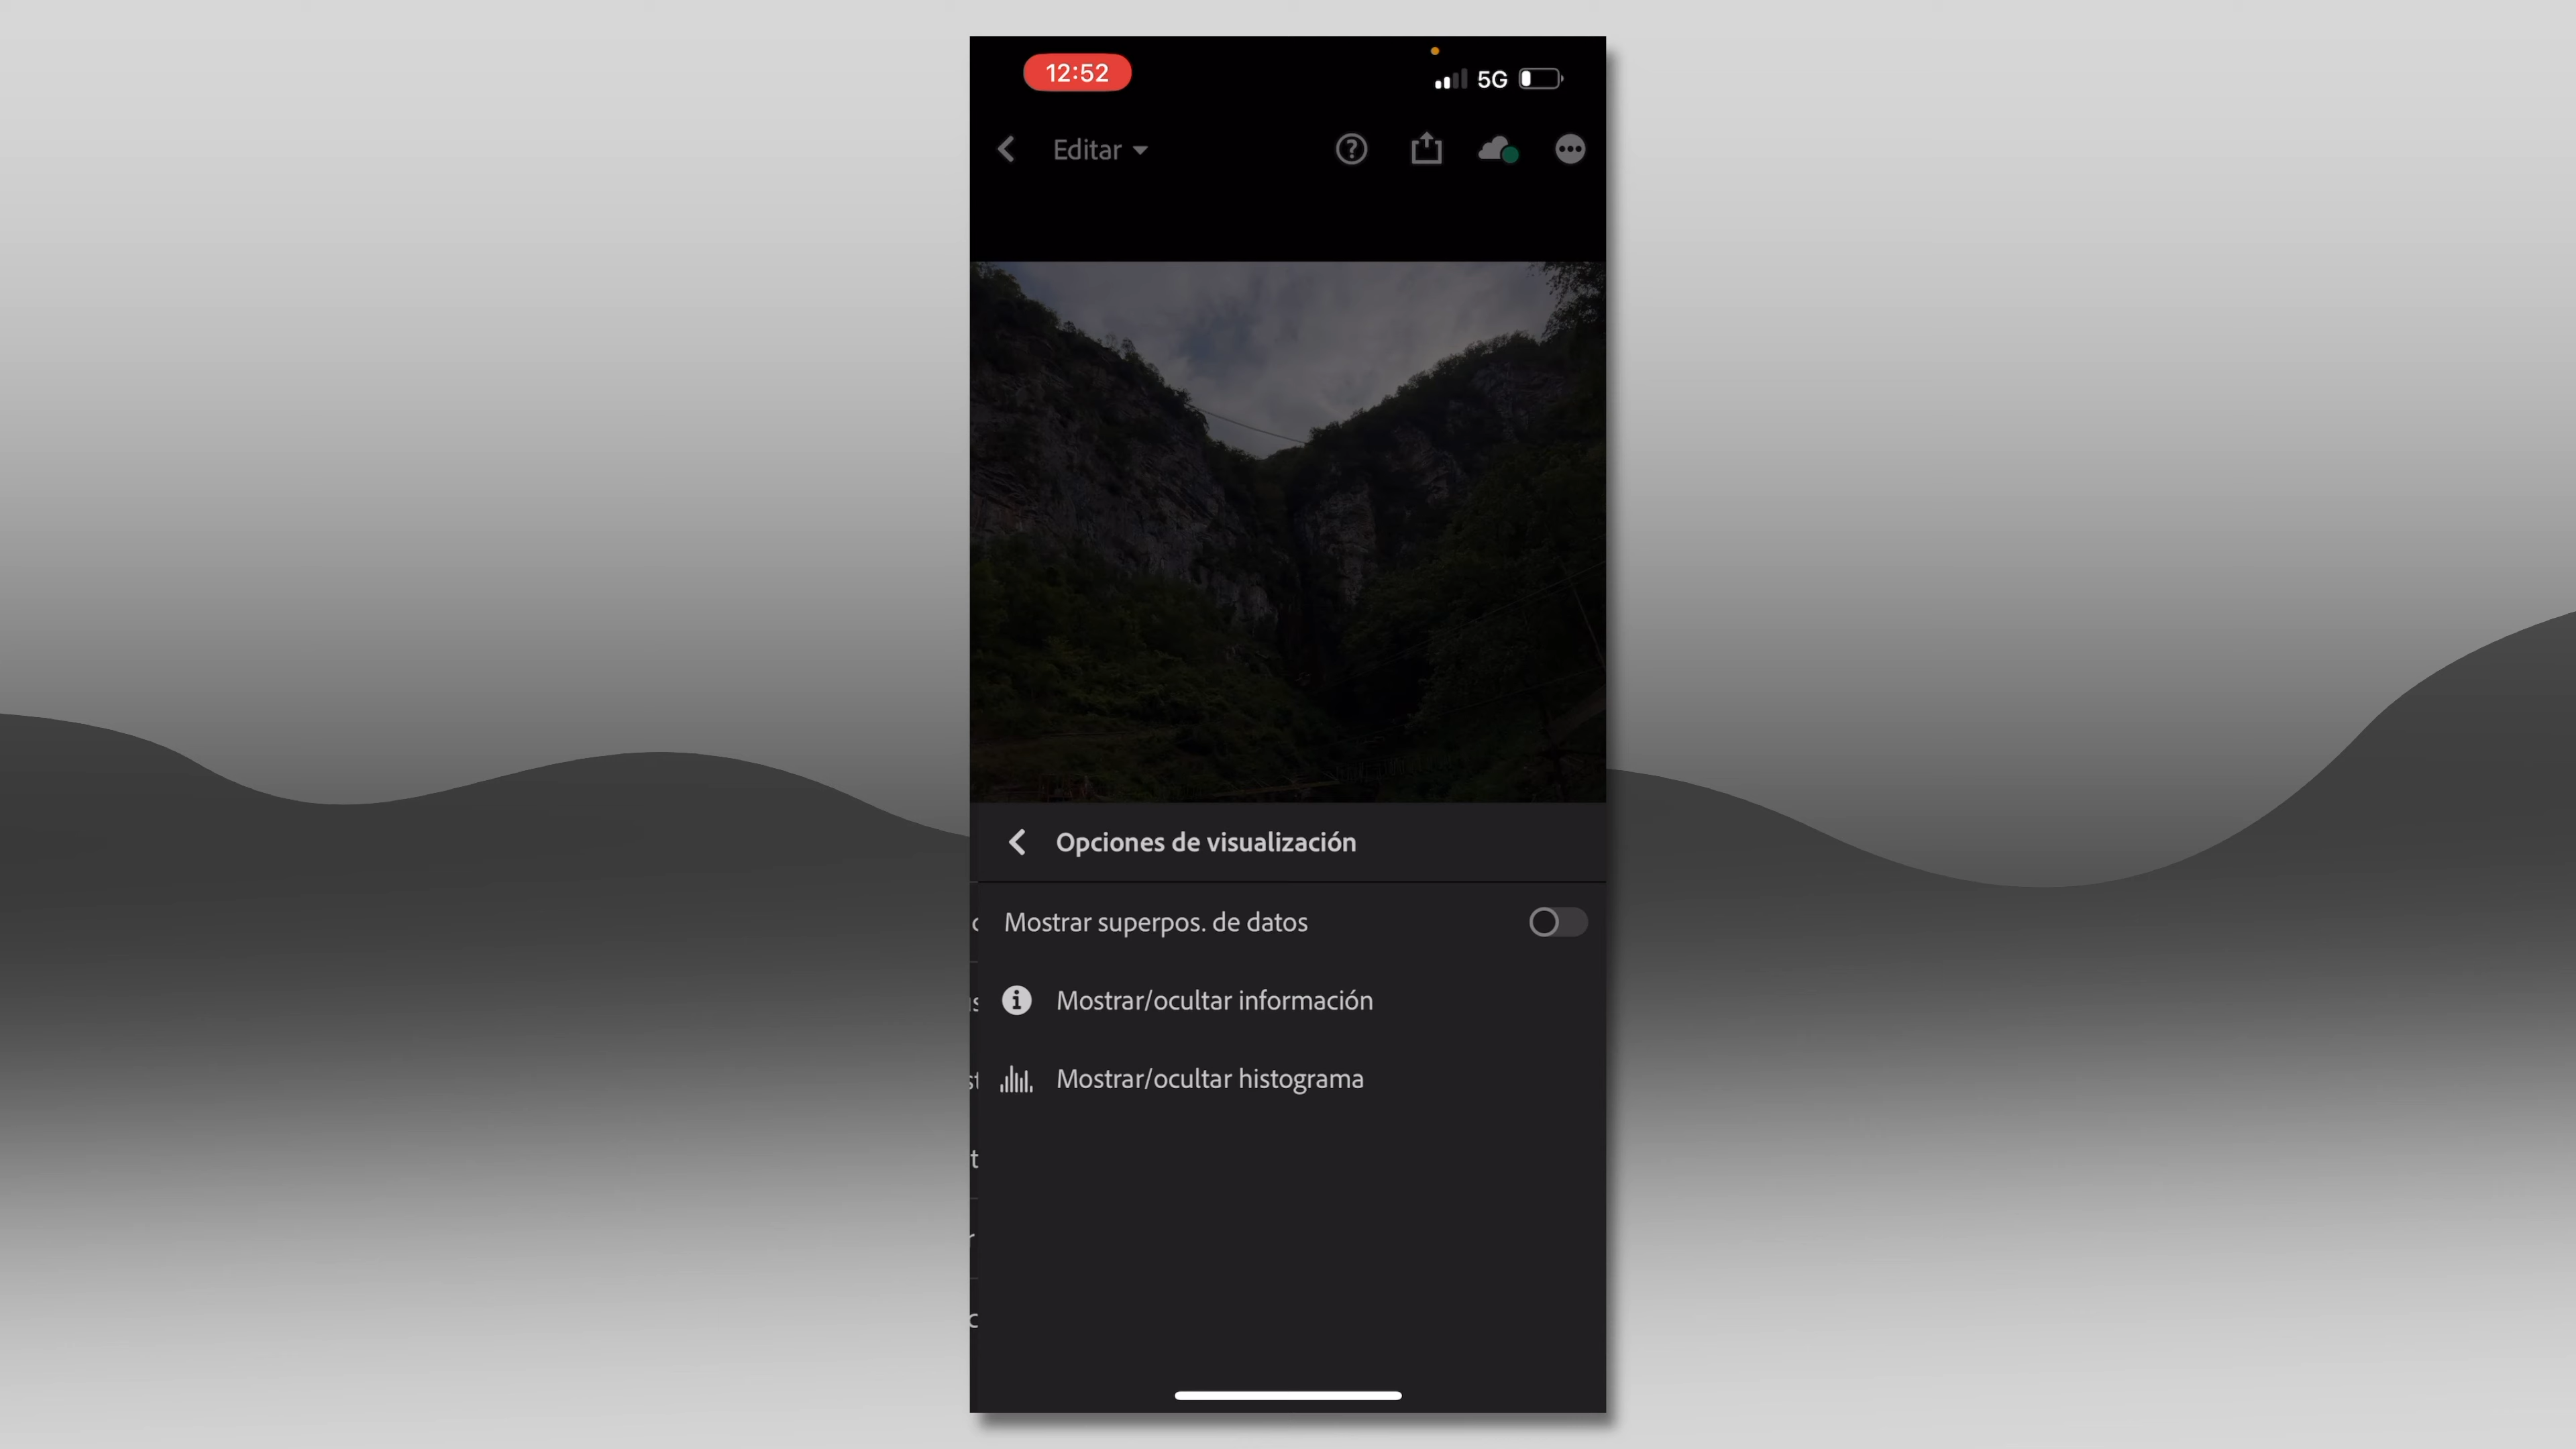 12:52
5G
Editar
Opciones de visualización
Mostrar superpos. de datos
Mostrar/ocultar información
Mostrar/ocultar histograma